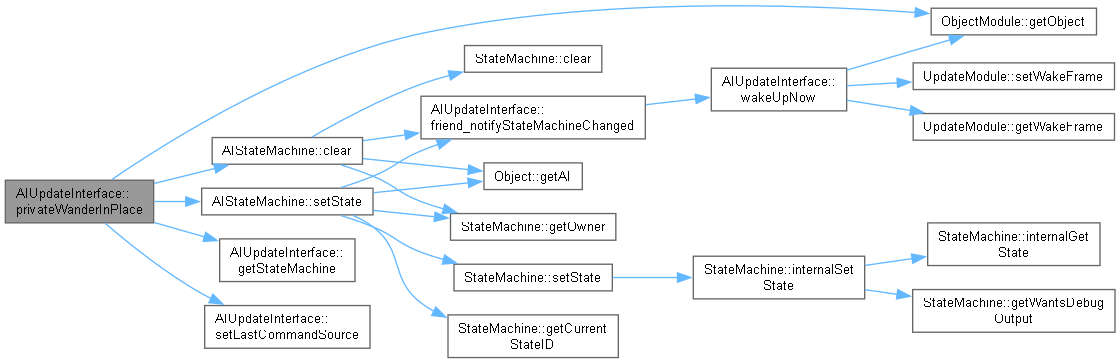 AIUpdateInterface::
privateWanderInPlace
ObjectModule::getObject
AIStateMachine::clear
StateMachine::clear
AIUpdateInterface::
friend_notifyStateMachineChanged
AIUpdateInterface::
wakeUpNow
UpdateModule::setWakeFrame
UpdateModule::getWakeFrame
Object::getAI
StateMachine::getOwner
AIStateMachine::setState
StateMachine::setState
StateMachine::internalSet
State
StateMachine::internalGet
State
StateMachine::getWantsDebug
Output
StateMachine::getCurrent
StateID
AIUpdateInterface::
getStateMachine
AIUpdateInterface::
setLastCommandSource